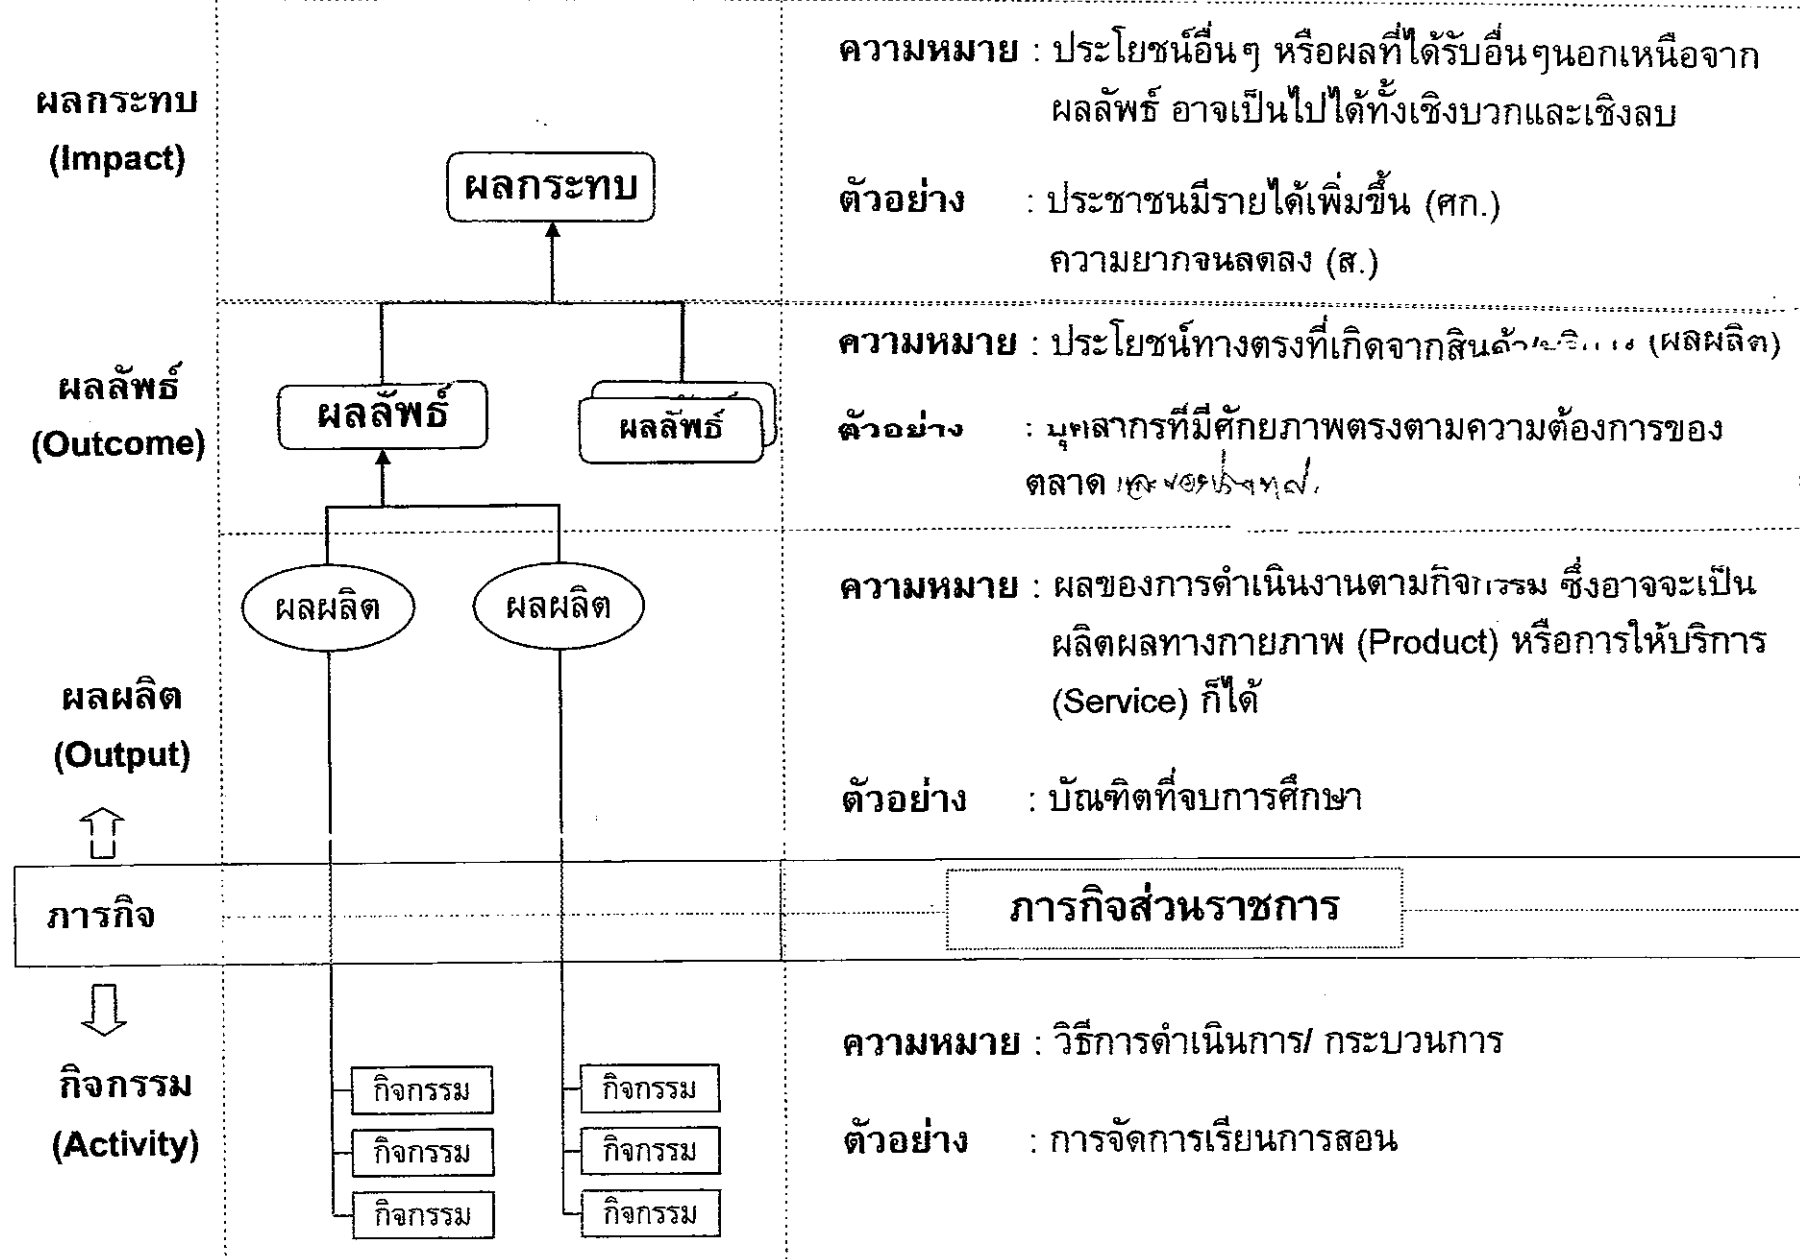 ผลกระทบ
(Impact)
ผลกระทบ
ความหมาย : ประโยชน์อื่นๆ หรือผลที่ได้รับอื่นๆนอกเหนือจาก
ผลลัพธ์ อาจเป็นไปได้ทั้งเชิงบวกและเชิงลบ
ตัวอย่าง : ประชาชนมีรายได้เพิ่มขึ้น (ศก.)
ความยากจนลดลง (ส.)
ผลลัพธ์
(Outcome)
ผลลัพธ์
ผลลัพธ์
ความหมาย : ประโยชน์ทางตรงที่เกิดจาก (ผลผลิต)
ตัวอย่าง : บุคลากรที่มีศักยภาพตรงตามความต้องการของ
ตลาด
ผลผลิต
(Output)
ผลผลิต
ผลผลิต
ความหมาย : ผลของการดำเนินงานตามกิจกรรม ซึ่งอาจจะเป็น
ผลิตผลทางกายภาพ (Product) หรือการให้บริการ
(Service) ก็ได้
ตัวอย่าง : บัณฑิตที่จบการศึกษา
ภารกิจ
ภารกิจส่วนราชการ
กิจกรรม
(Activity)
กิจกรรม
กิจกรรม
กิจกรรม
กิจกรรม
กิจกรรม
กิจกรรม
ความหมาย : วิธีการดำเนินการ/ กระบวนการ
ตัวอย่าง : การจัดการเรียนการสอน